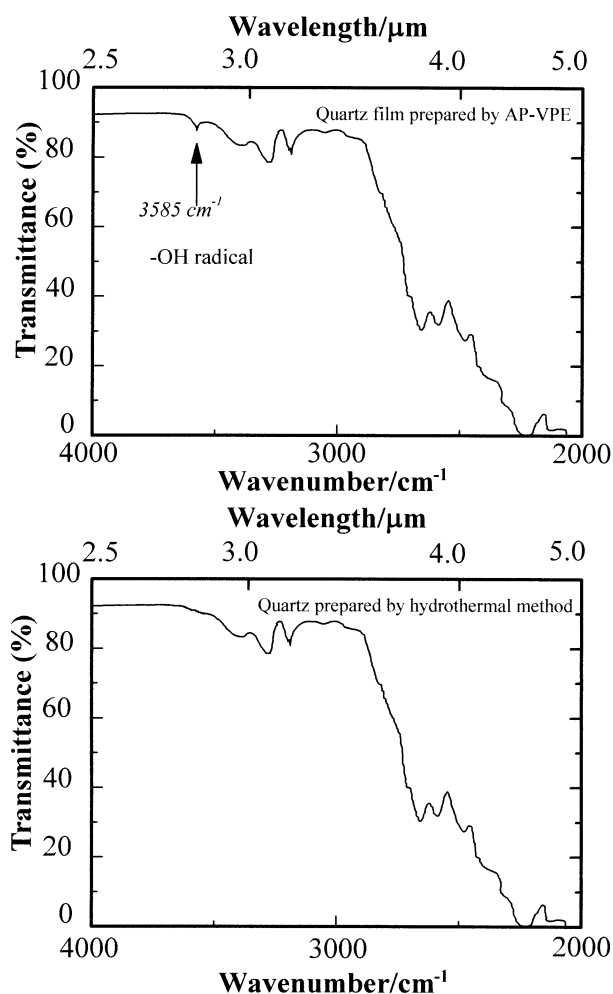 Wavelength/μm
2.5 3.0 4.0 5.0
100
Quartz film prepared by AP-VPE
80
3585 cm-1
60
-OH radical
Transmittance (%)
40
20
0
4000 3000 2000
Wavenumber/cm-1
Wavelength/μm
2.5 3.0 4.0 5.0
100
Quartz prepared by hydrothermal method
80
60
Transmittance (%)
40
20
0
4000 3000 2000
Wavenumber/cm-1